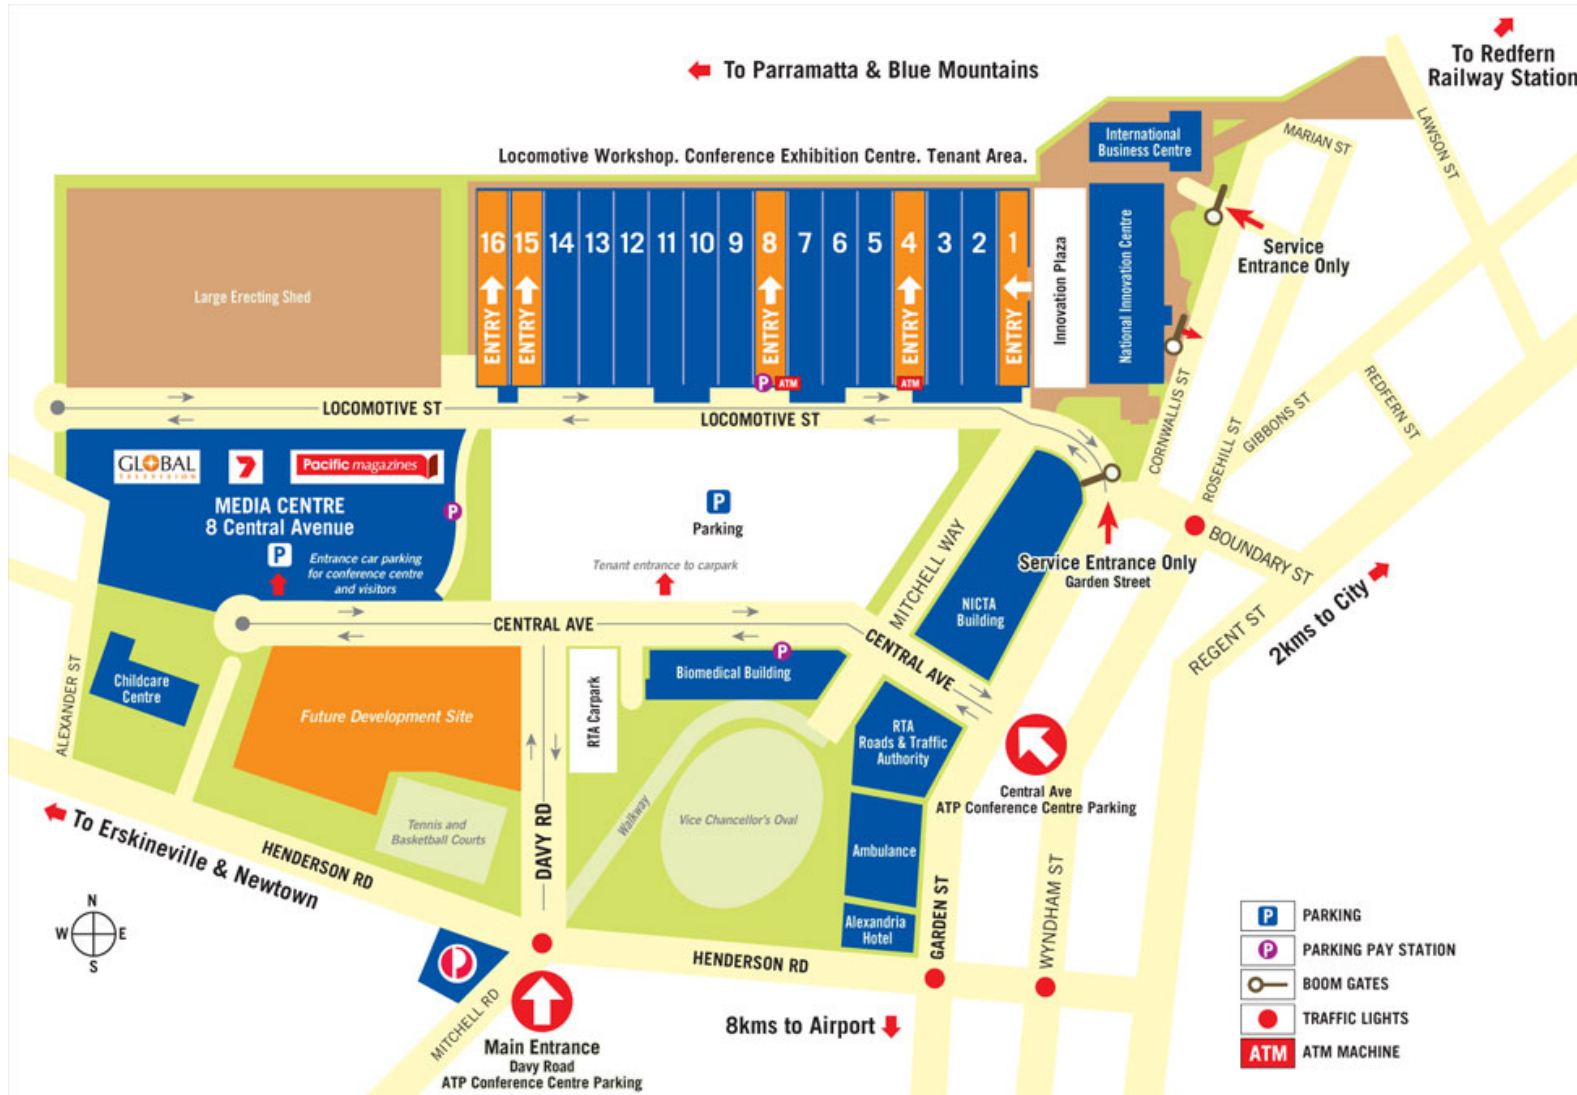 To Redfern
Railway Station
To Parramatta & Blue Mountains
LAWSON ST
MARIAN ST
International
Business Centre
Locomotive Workshop. Conference Exhibition Centre. Tenant Area.
16 15 14 13 12 11 10 9 8 7 6 5 4 3 2 1
ENTRY
ENTRY
ENTRY
ENTRY
ENTRY
Innovation Plaza
National Innovation Centre
Service
Entrance Only
Large Erecting Shed
P
ATM
ATM
LOCOMOTIVE ST
LOCOMOTIVE ST
CORNWALLIS ST
ROSEHILL ST
GIBBONS ST
REDFERN ST
GLOBAL
TELEVISION
7
Pacific magazines
MEDIA CENTRE
8 Central Avenue
P
P
Entrance car parking
for conference centre
and visitors
P
Parking
Tenant entrance to carpark
MITCHELL WAY
Service Entrance Only
Garden Street
BOUNDARY ST
NICTA
Building
REGENT ST
2kms to City
CENTRAL AVE
CENTRAL AVE
P
Biomedical Building
Childcare
Centre
ALEXANDER ST
Future Development Site
RTA Carpark
RTA
Roads & Traffic
Authority
Central Ave
ATP Conference Centre Parking
Walkway
Vice Chancellor's Oval
Tennis and
Basketball Courts
DAVY RD
Ambulance
To Erskineville & Newtown
HENDERSON RD
Alexandria
Hotel
GARDEN ST
WYNDHAM ST
HENDERSON RD
N
W E
S
MITCHELL RD
8kms to Airport
Main Entrance
Davy Road
ATP Conference Centre Parking
P PARKING
P PARKING PAY STATION
BOOM GATES
TRAFFIC LIGHTS
ATM ATM MACHINE